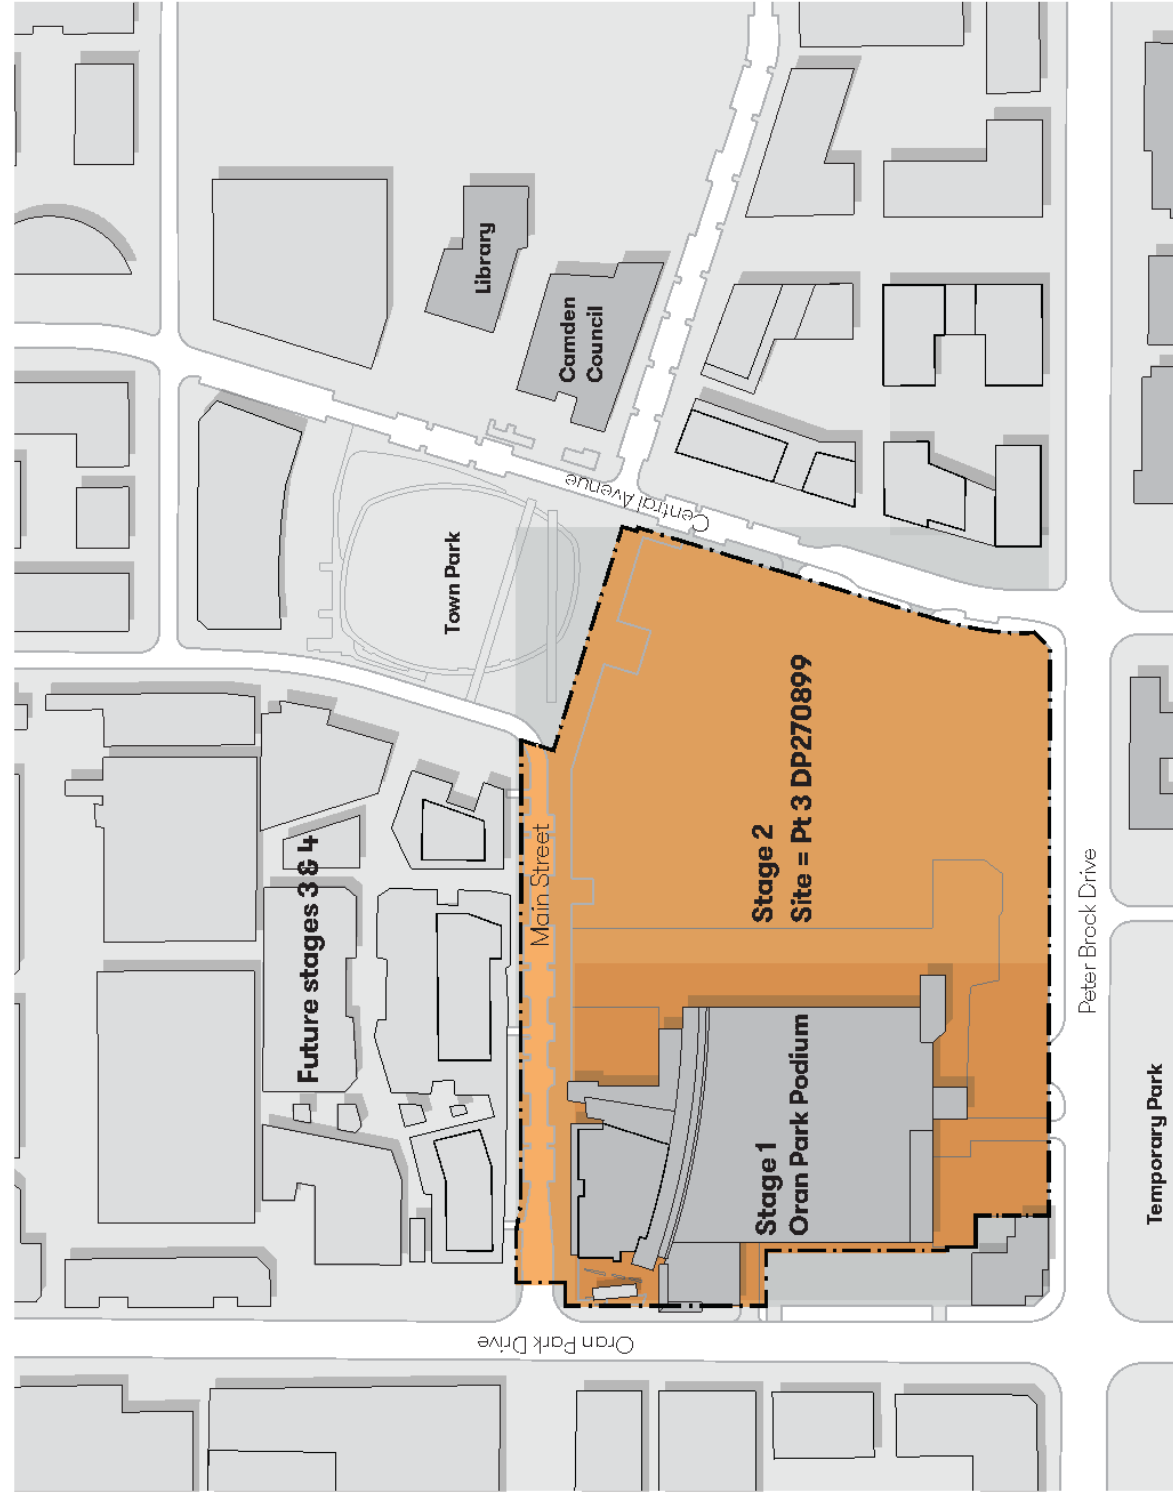 Library
Camden
Council
Central Avenue
Town Park
Main Street
Future stages 3 & 4
Stage 2
Site = Pt 3 DP270899
Peter Brock Drive
Stage 1
Oran Park Podium
Temporary Park
Oran Park Drive